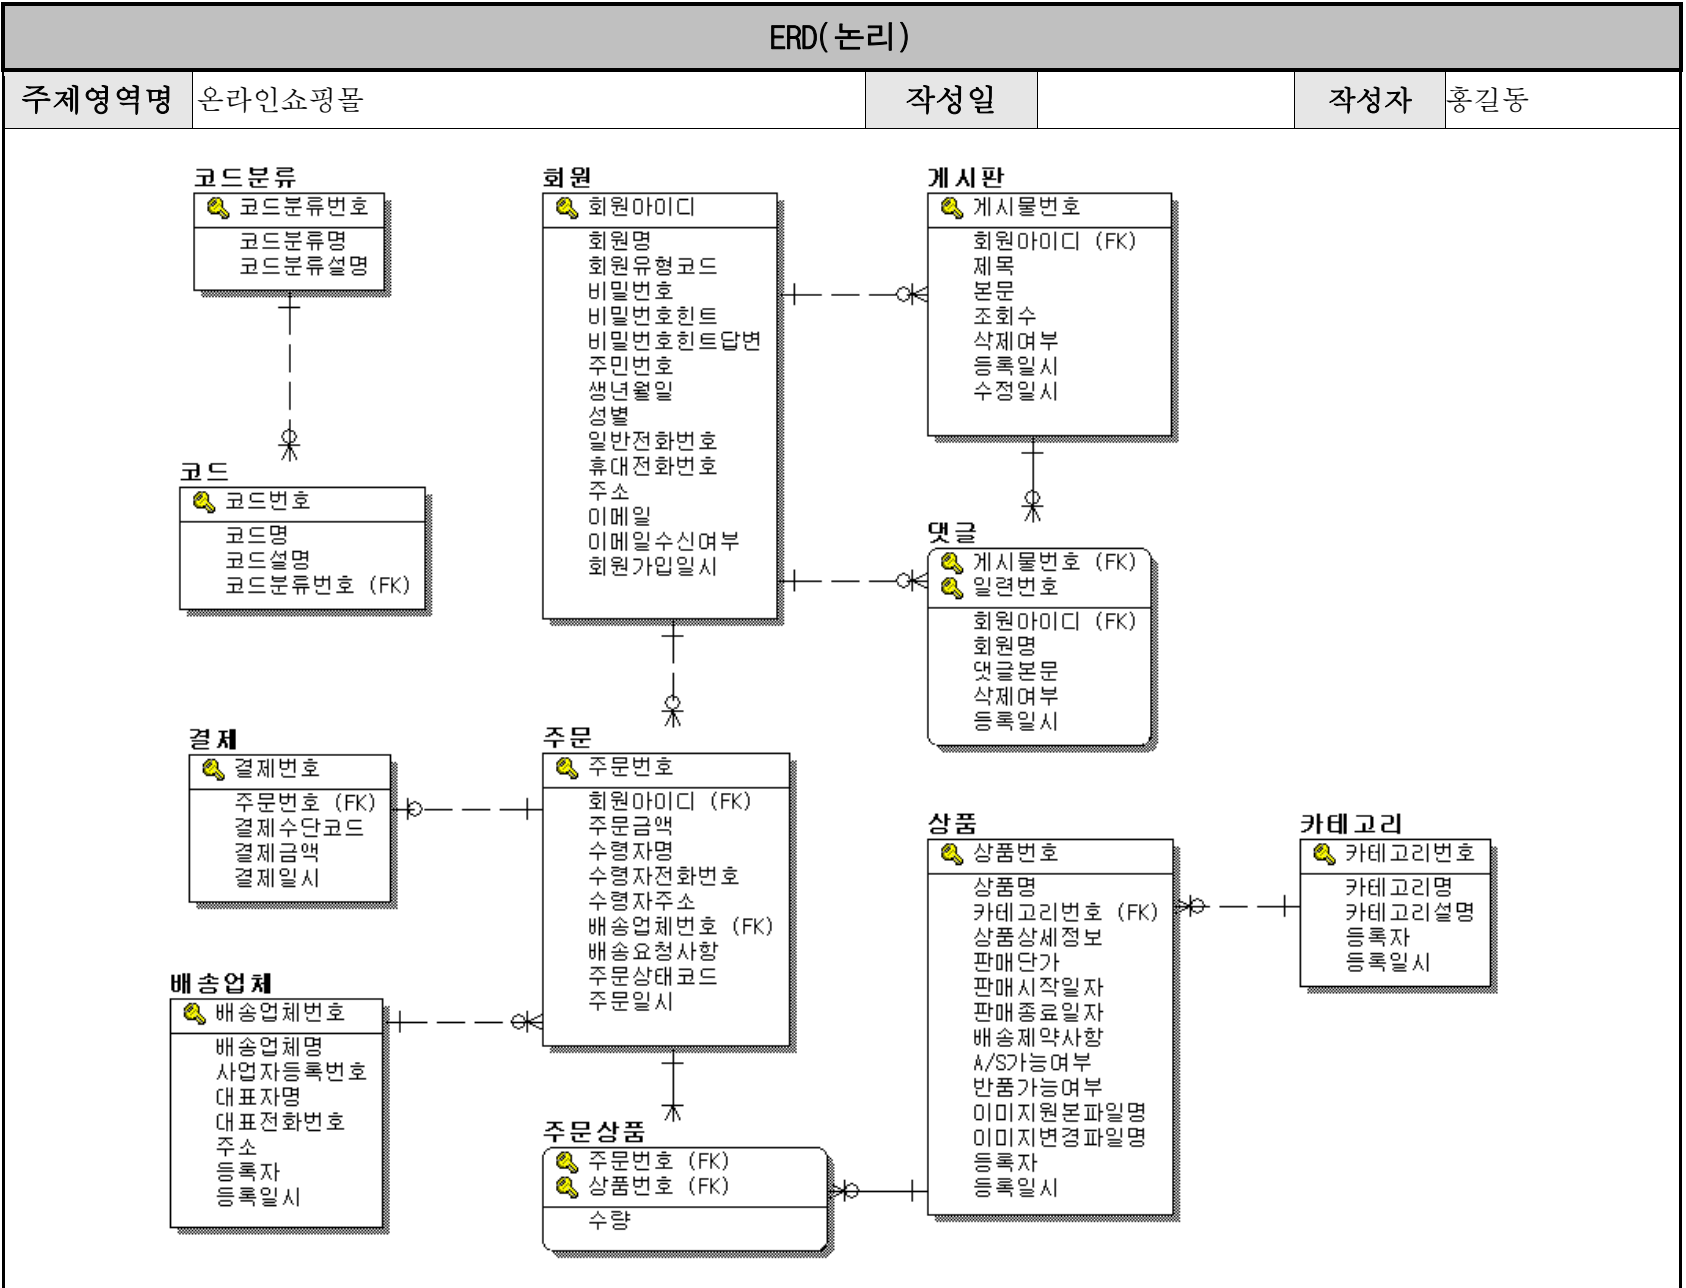 ERD(논리)
주제영역명 온라인쇼핑몰 작성일 작성자 홍길동
코드분류
코드분류번호
코드분류명
코드분류설명
회원
회원아이디
회원명
회원유형코드
비밀번호
비밀번호힌트
비밀번호힌트답변
주민번호
생년월일
성별
일반전화번호
휴대전화번호
주소
이메일
이메일수신여부
회원가입일시
게시판
게시물번호
회원아이디 (FK)
제목
본문
조회수
삭제여부
등록일시
수정일시
코드
코드번호
코드명
코드설명
코드분류번호 (FK)
댓글
게시물번호 (FK)
일련번호
회원아이디 (FK)
회원명
댓글본문
삭제여부
등록일시
결제
결제번호
주문번호 (FK)
결제수단코드
결제금액
결제일시
주문
주문번호
회원아이디 (FK)
주문금액
수령자명
수령자전화번호
수령자주소
배송업체번호 (FK)
배송요청사항
주문상태코드
주문일시
상품
상품번호
상품명
카테고리번호 (FK)
상품상세정보
판매단가
판매시작일자
판매종료일자
배송제약사항
A/S가능여부
반품가능여부
이미지원본파일명
이미지변경파일명
등록자
등록일시
카테고리
카테고리번호
카테고리명
카테고리설명
등록자
등록일시
배송업체
배송업체번호
배송업체명
사업자등록번호
대표자명
대표전화번호
주소
등록자
등록일시
주문상품
주문번호 (FK)
상품번호 (FK)
수량